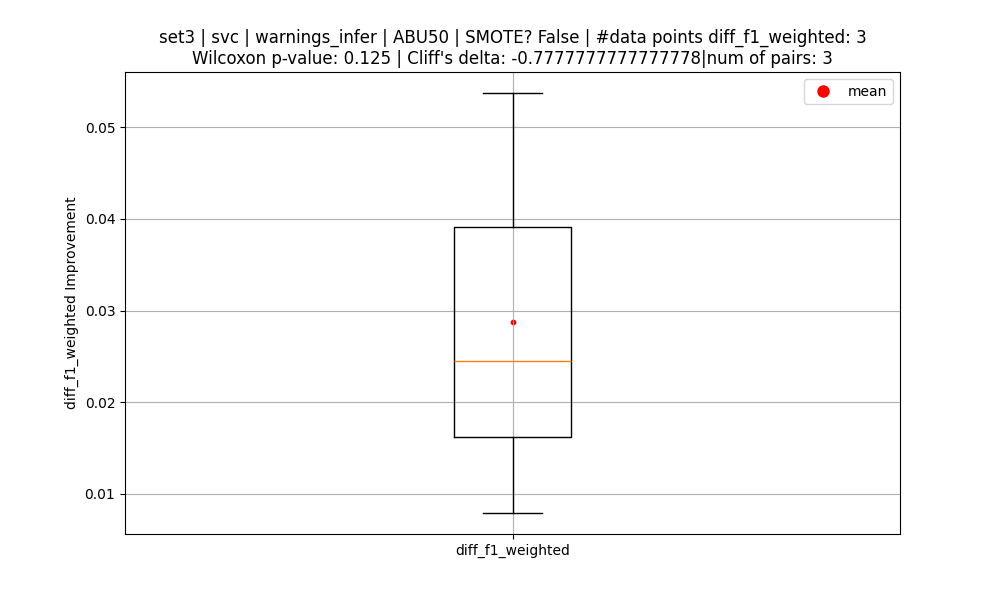 set3 | svc | warnings_infer | ABU50 | SMOTE? False | #data points diff_f1_weighted: 3
Wilcoxon p-value: 0.125 | Cliff's delta: -0.7777777777777778|num of pairs: 3
mean
0.05
0.04
0.03
0.02
0.01
diff_f1_weighted Improvement
diff_f1_weighted